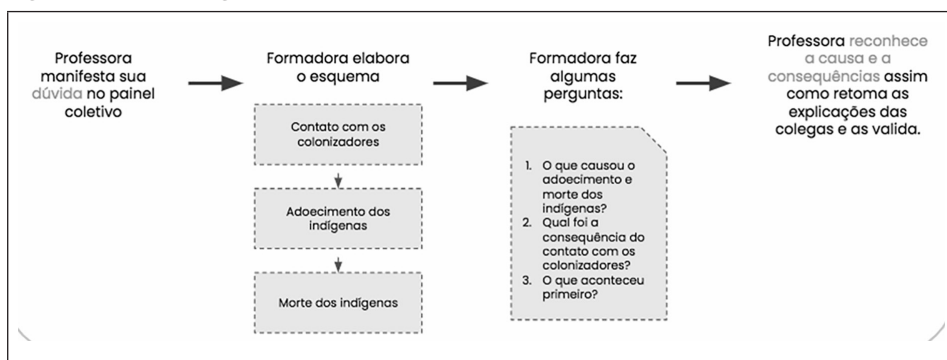 Professora
manifesta sua
dúvida no painel
coletivo
Formadora elabora
o esquema
Contato com os
colonizadores
Adoecimento dos
indígenas
Morte dos indígenas
Formadora faz
algumas
perguntas:
1. O que causou o
adoecimento e
morte dos
indígenas?
2. Qual foi a
consequência do
contato com os
colonizadores?
3. O que aconteceu
primeiro?
Professora reconhece
a causa e a
consequências assim
como retoma as
explicações das
colegas e as valida.